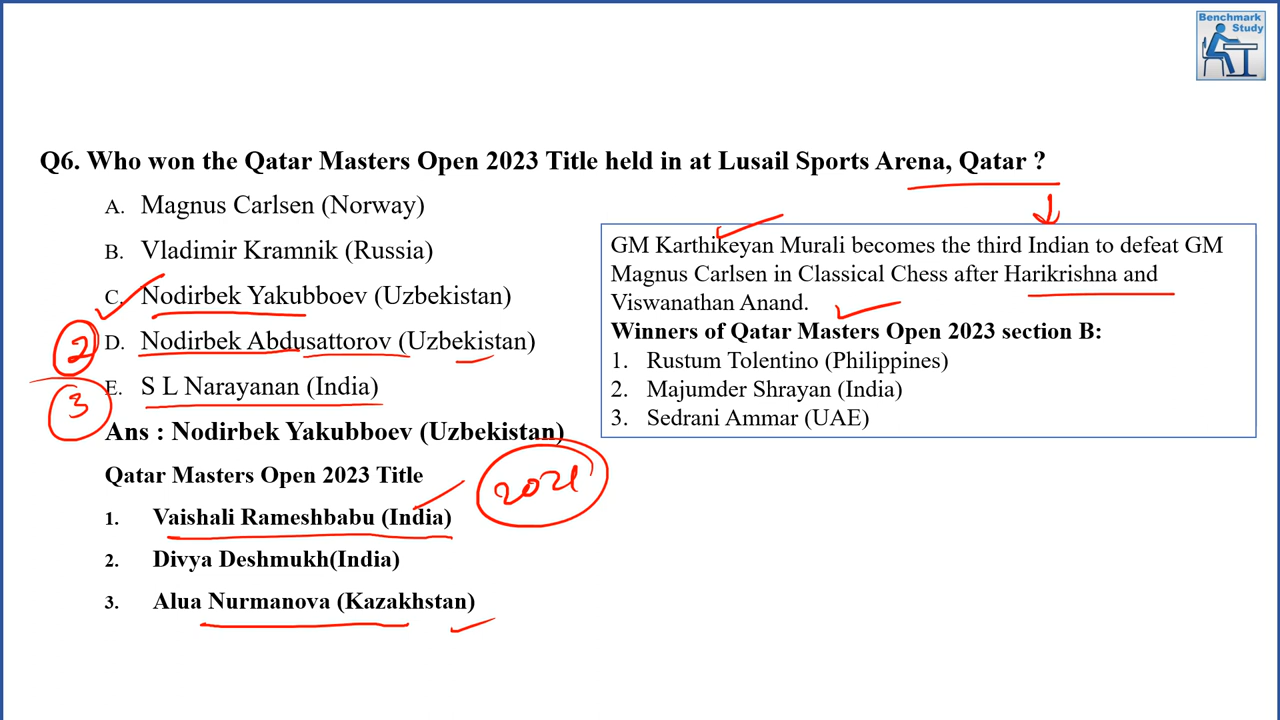 Benchmark
Study
Q6. Who won the Qatar Masters Open 2023 Title held in at Lusail Sports Arena, Qatar ?
A. Magnus Carlsen (Norway)
B. Vladimir Kramnik (Russia)
C. Nodirbek Yakubboev (Uzbekistan)
2
D. Nodirbek Abdusattorov (Uzbekistan)
3
E. S L Narayanan (India)
Ans : Nodirbek Yakubboev (Uzbekistan)
Qatar Masters Open 2023 Title
2021
1. Vaishali Rameshbabu (India)
2. Divya Deshmukh(India)
3. Alua Nurmanova (Kazakhstan)
GM Karthikeyan Murali becomes the third Indian to defeat GM
Magnus Carlsen in Classical Chess after Harikrishna and
Viswanathan Anand.
Winners of Qatar Masters Open 2023 section B:
1. Rustum Tolentino (Philippines)
2. Majumder Shrayan (India)
3. Sedrani Ammar (UAE)